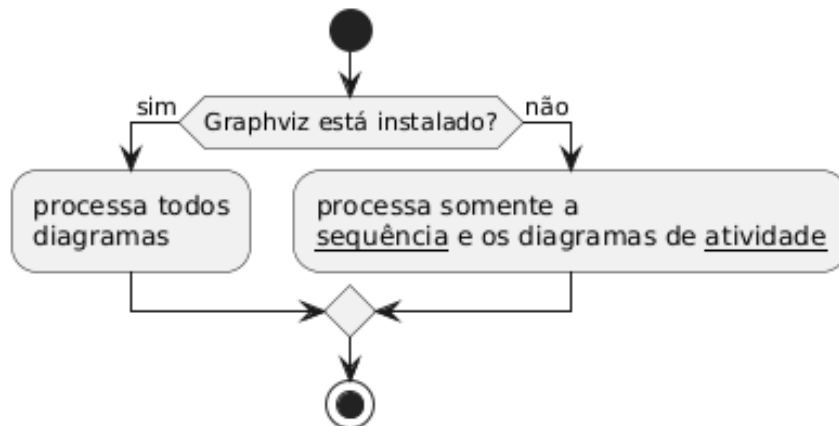 sim
Graphviz está instalado?
não
processa todos
diagramas
processa somente a
sequência e os diagramas de atividade